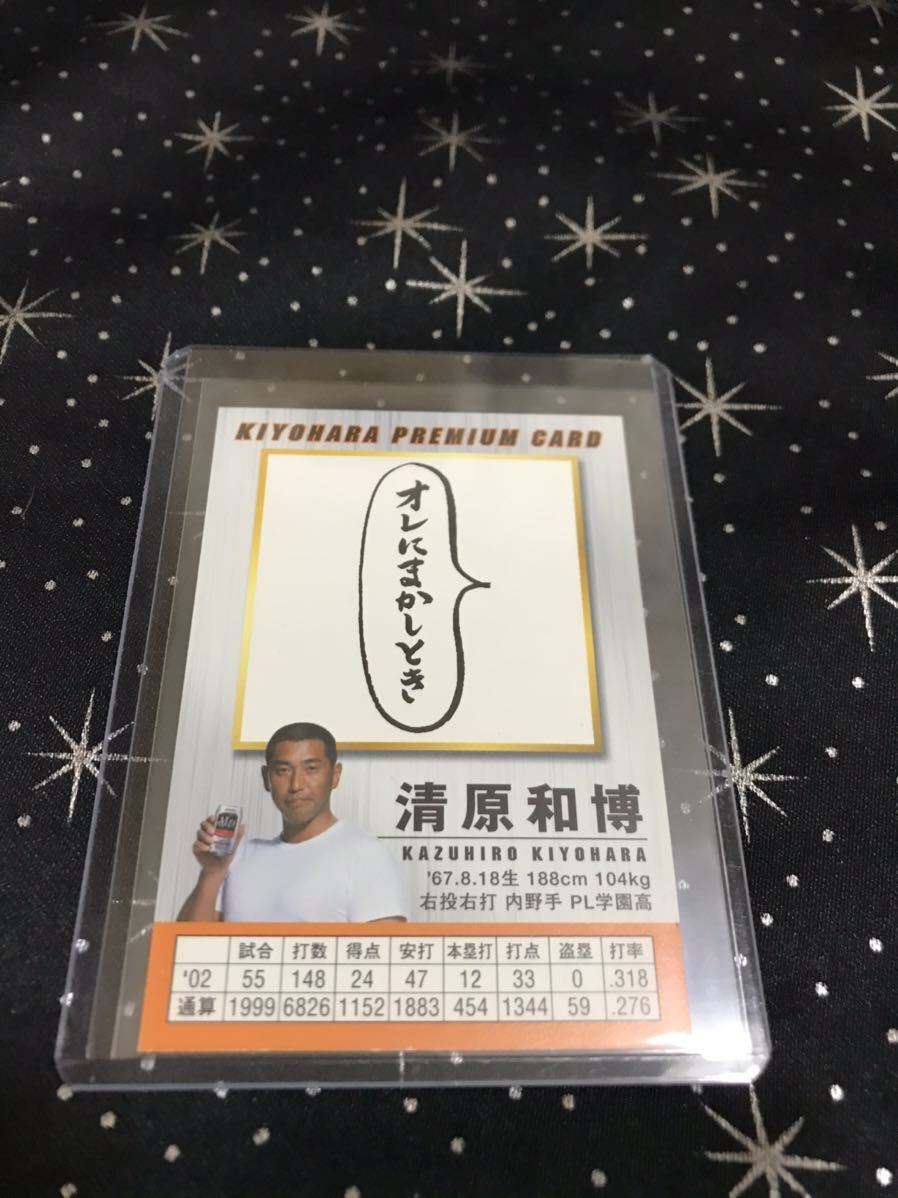 KIYOHARA PREMIUM CARD
オレにまかしとき
清原和博
KAZUHIRO KIYOHARA
'67.8.18生 188cm 104kg
右投右打 内野手 PL学園高
試合 打数 得点 安打 本塁打 打点 盗塁 打率
'02 55 148 24 47 12 33 0 .318
通算 1999 6826 1152 1883 454 1344 59 .276